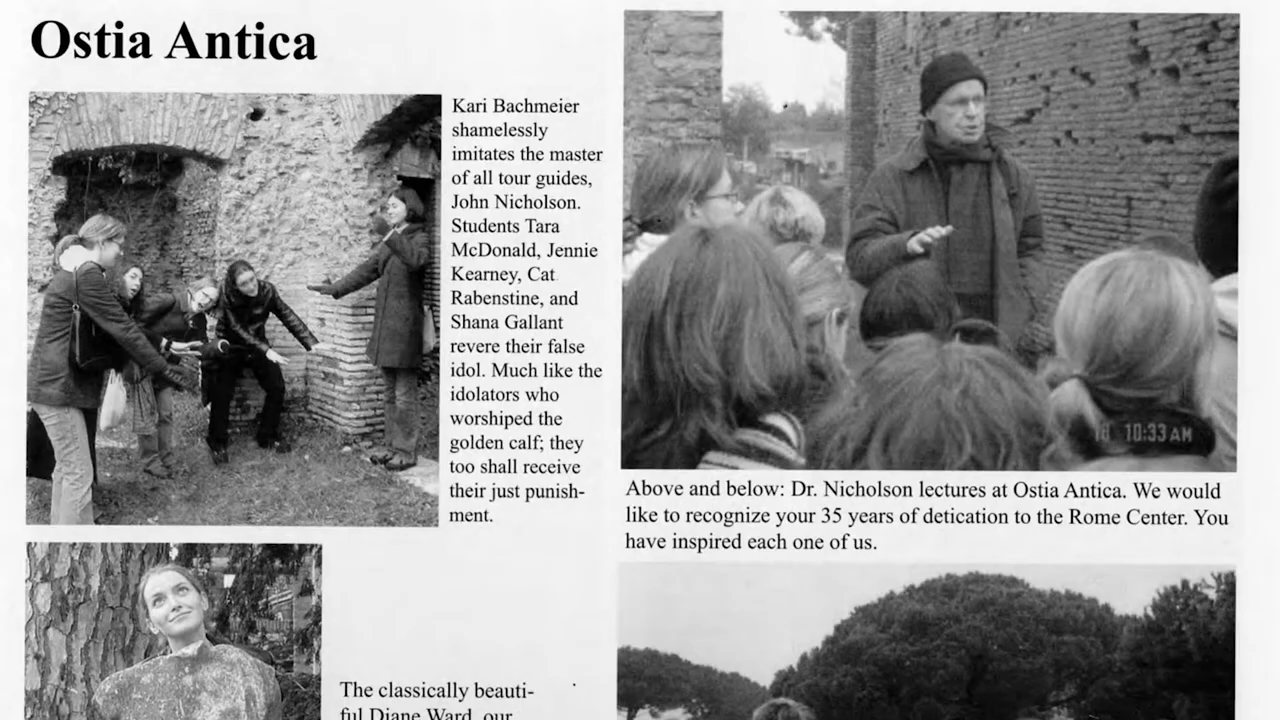 Ostia Antica
Kari Bachmeier
shamelessly
imitates the master
of all tour guides,
John Nicholson.
Students Tara
McDonald, Jennie
Kearney, Cat
Rabenstine, and
Shana Gallant
revere their false
idol. Much like the
idolators who
worshiped the
golden calf; they
too shall receive
their just punish-
ment.
The classically beauti-
ful Diane Ward, our
18 10:33 AM
Above and below: Dr. Nicholson lectures at Ostia Antica. We would
like to recognize your 35 years of detication to the Rome Center. You
have inspired each one of us.